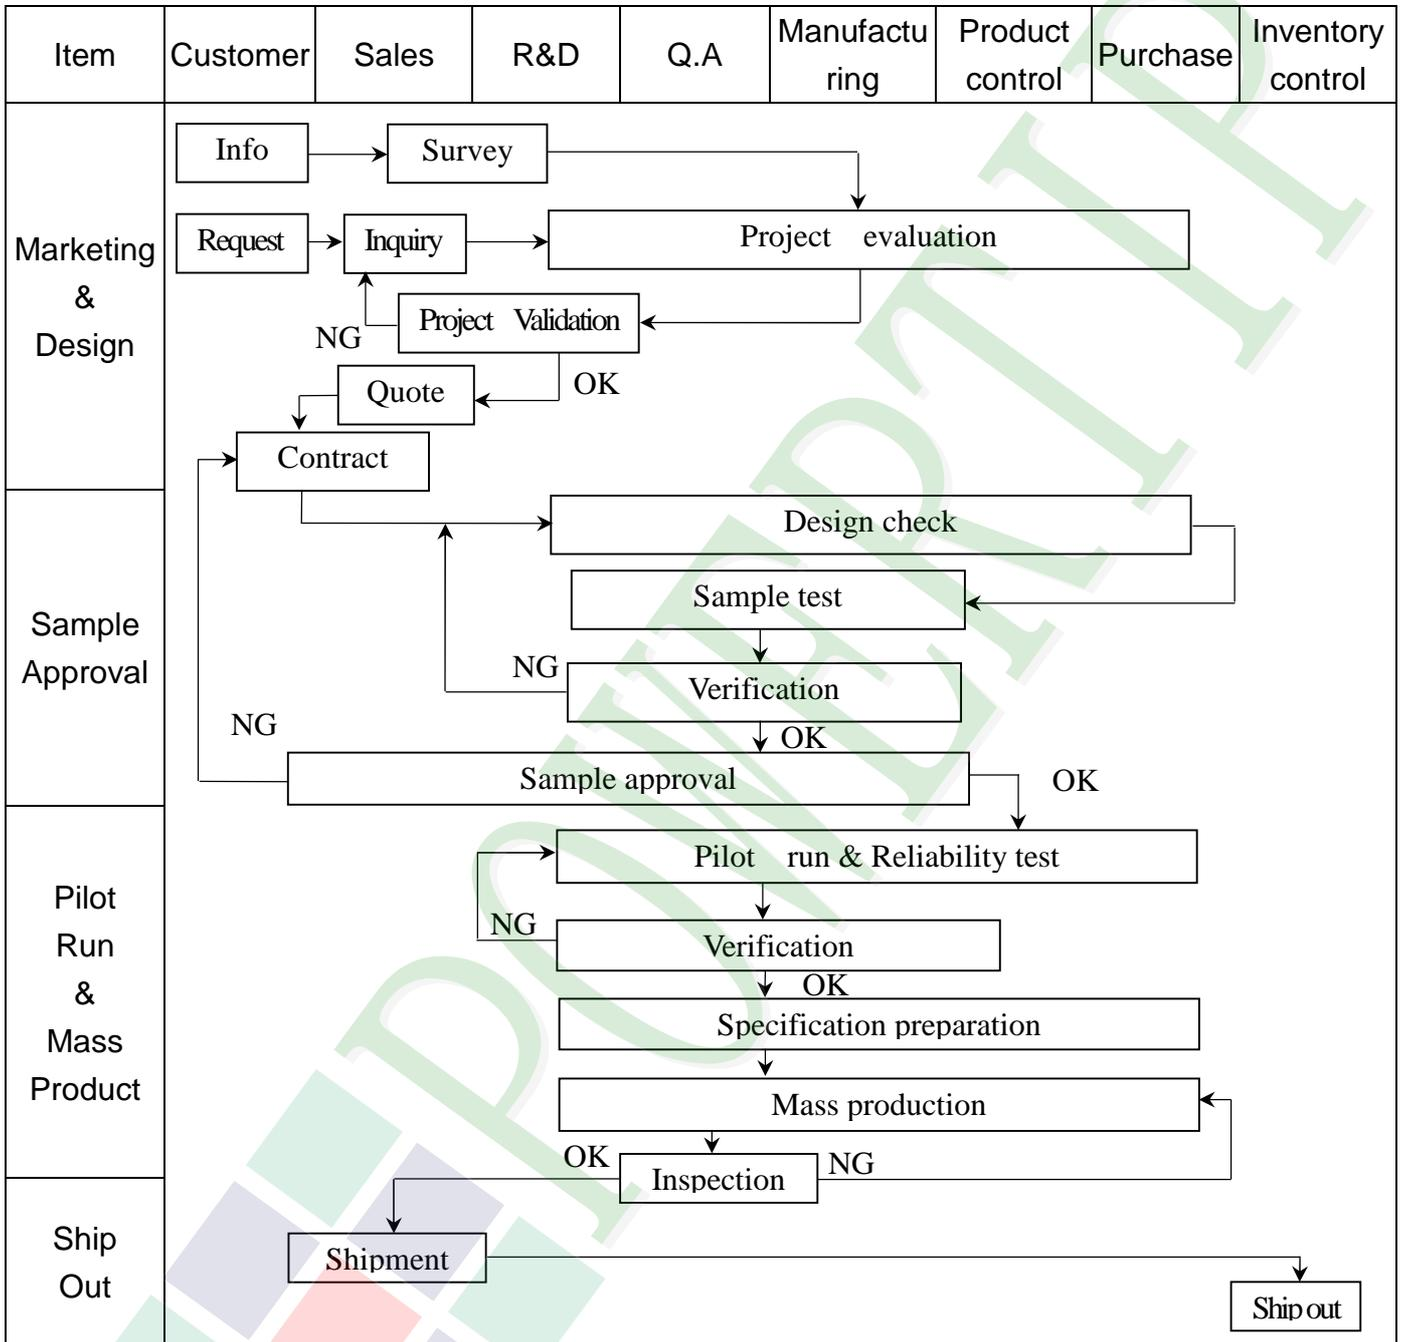 Item
Customer
Sales
R&D
Q.A
Manufactu
ring
Product
control
Purchase
Inventory
control
Marketing
&
Design
Info
Survey
Request
Inquiry
Project evaluation
NG
Project Validation
Quote
OK
Contract
Sample
Approval
Design check
Sample test
NG
Verification
NG
OK
Sample approval
OK
Pilot
Run
&
Mass
Product
Pilot run & Reliability test
NG
Verification
OK
Specification preparation
Mass production
OK
Inspection
NG
Ship
Out
Shipment
Ship out
POWERTIP